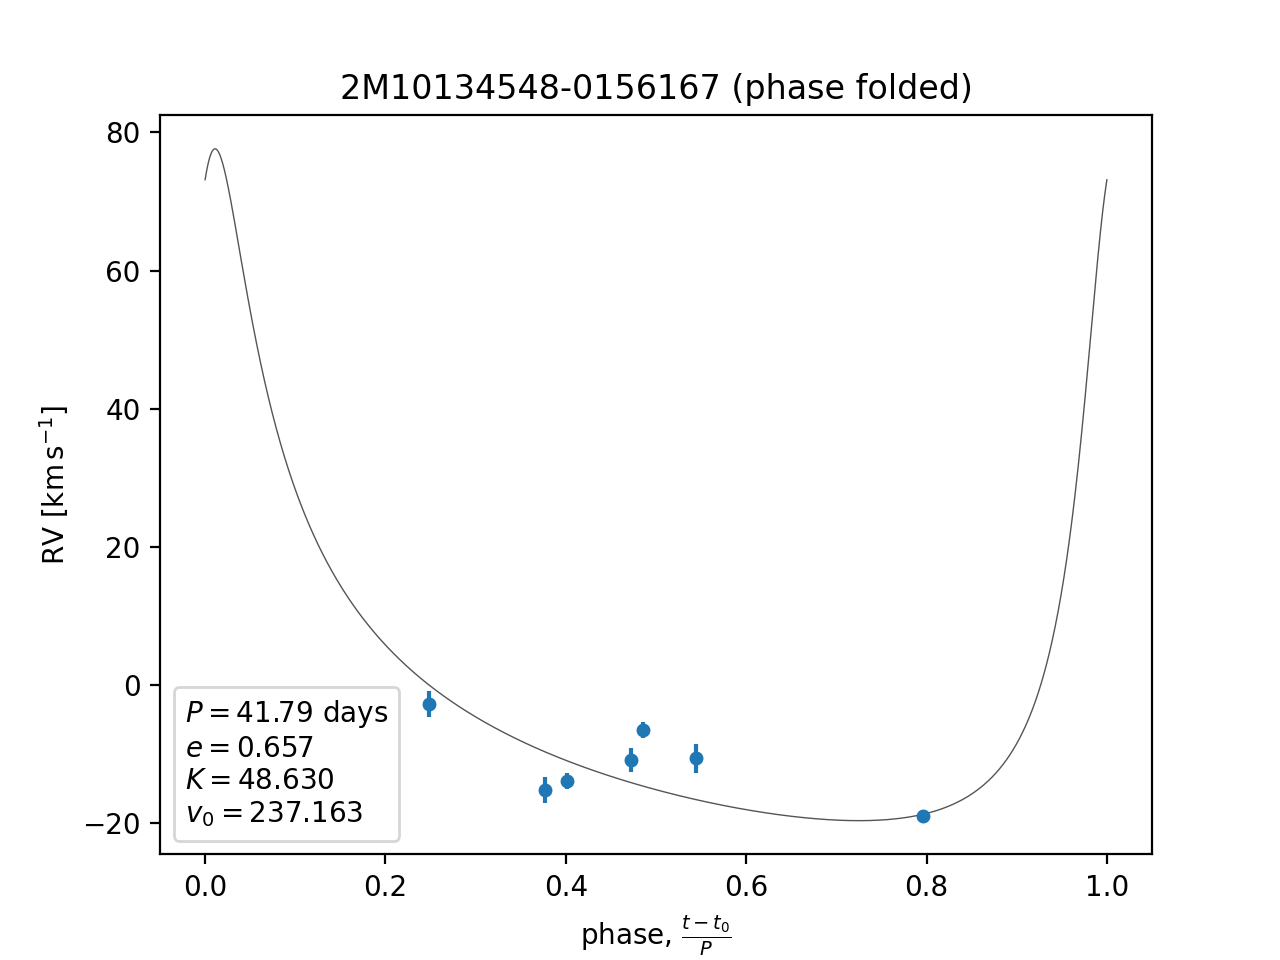 2M10134548-0156167 (phase folded)
RV [km s⁻¹]
80
60
40
20
0
−20
P = 41.79 days
e = 0.657
K = 48.630
v₀ = 237.163
0.0 0.2 0.4 0.6 0.8 1.0
phase, (t − t₀)/P